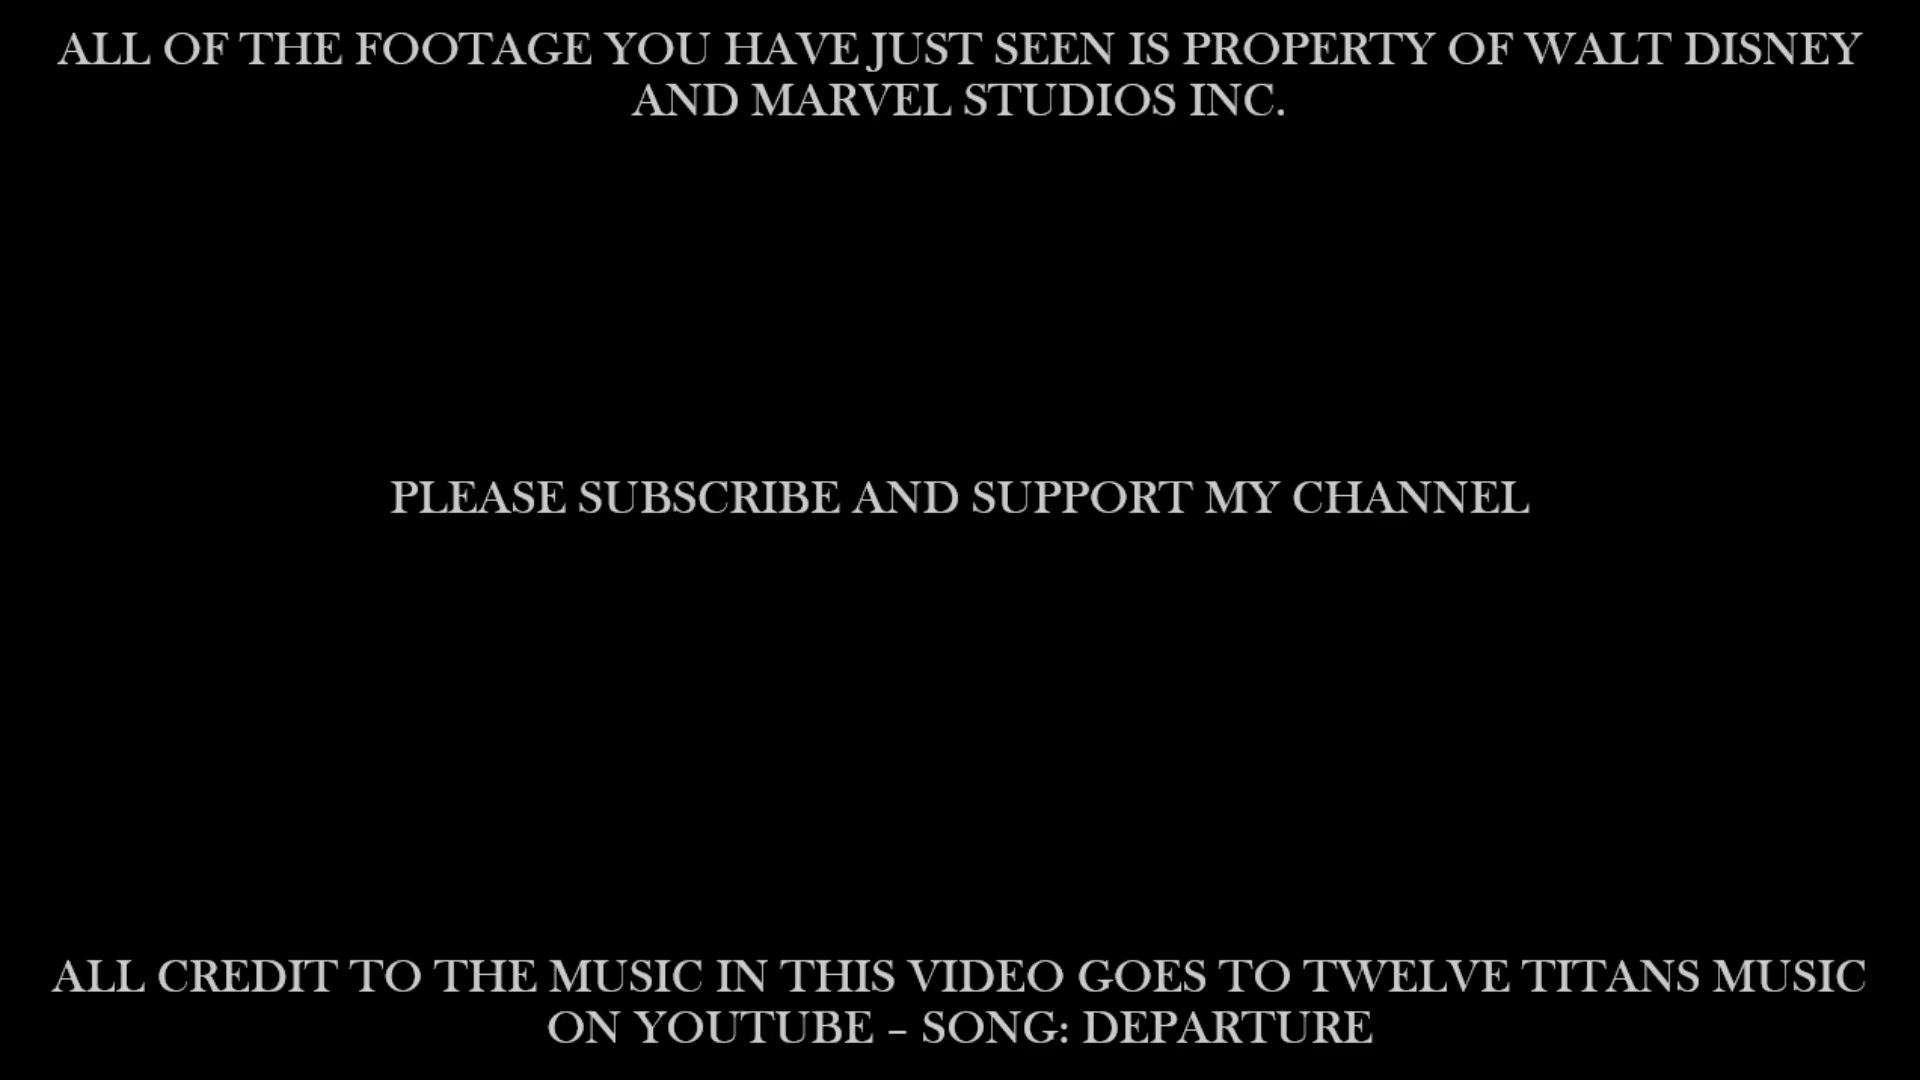 ALL OF THE FOOTAGE YOU HAVE JUST SEEN IS PROPERTY OF WALT DISNEY
AND MARVEL STUDIOS INC.
PLEASE SUBSCRIBE AND SUPPORT MY CHANNEL
ALL CREDIT TO THE MUSIC IN THIS VIDEO GOES TO TWELVE TITANS MUSIC
ON YOUTUBE – SONG: DEPARTURE